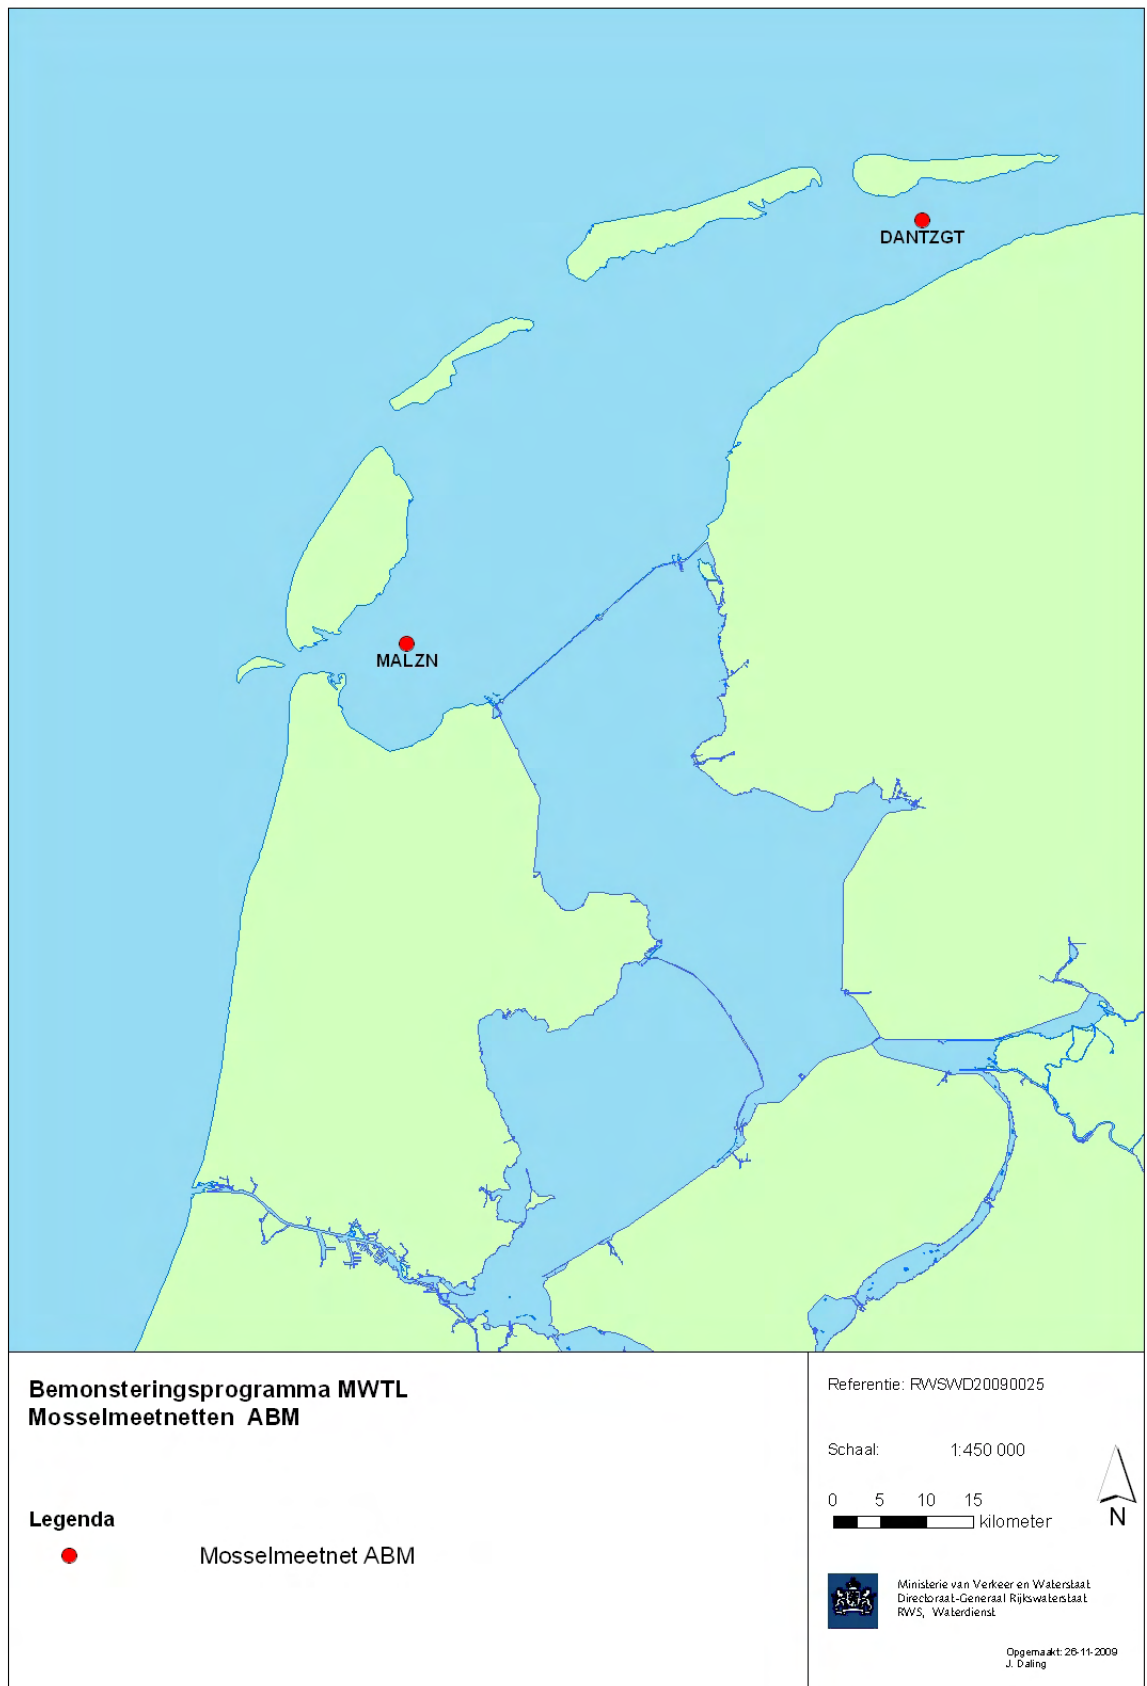 DANTZGT
MALZN
Bemonsteringsprogramma MWTL
Mosselmeetnetten ABM
Legenda
Mosselmeetnet ABM
Referentie: RWSWD20090025
Schaal: 1:450 000
0 5 10 15
kilometer
N
Ministerie van Verkeer en Waterstaat
Directoraat-Generaal Rijkswaterstaat
RWS, Waterdienst
Opgemaakt: 26-11-2009
J. Daling